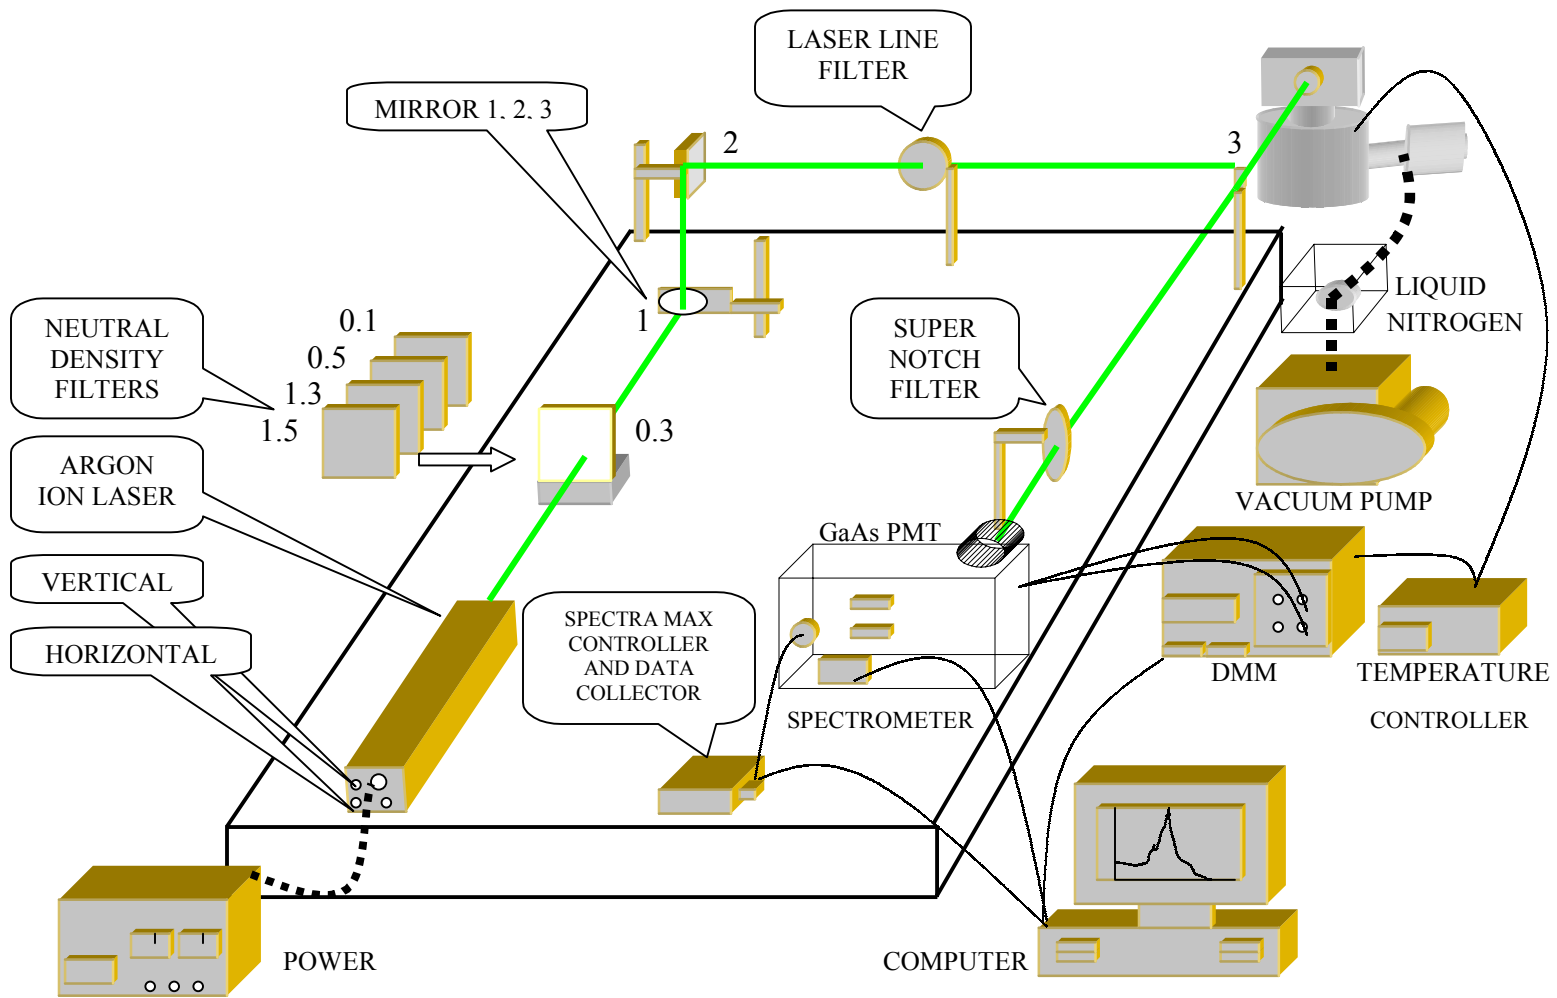 LASER LINE
FILTER
MIRROR 1, 2, 3
2
3
1
NEUTRAL
DENSITY
FILTERS
0.1
0.5
1.3
1.5
0.3
SUPER
NOTCH
FILTER
LIQUID
NITROGEN
ARGON
ION LASER
VACUUM PUMP
GaAs PMT
VERTICAL
HORIZONTAL
SPECTRA MAX
CONTROLLER
AND DATA
COLLECTOR
SPECTROMETER
DMM
TEMPERATURE
CONTROLLER
POWER
COMPUTER